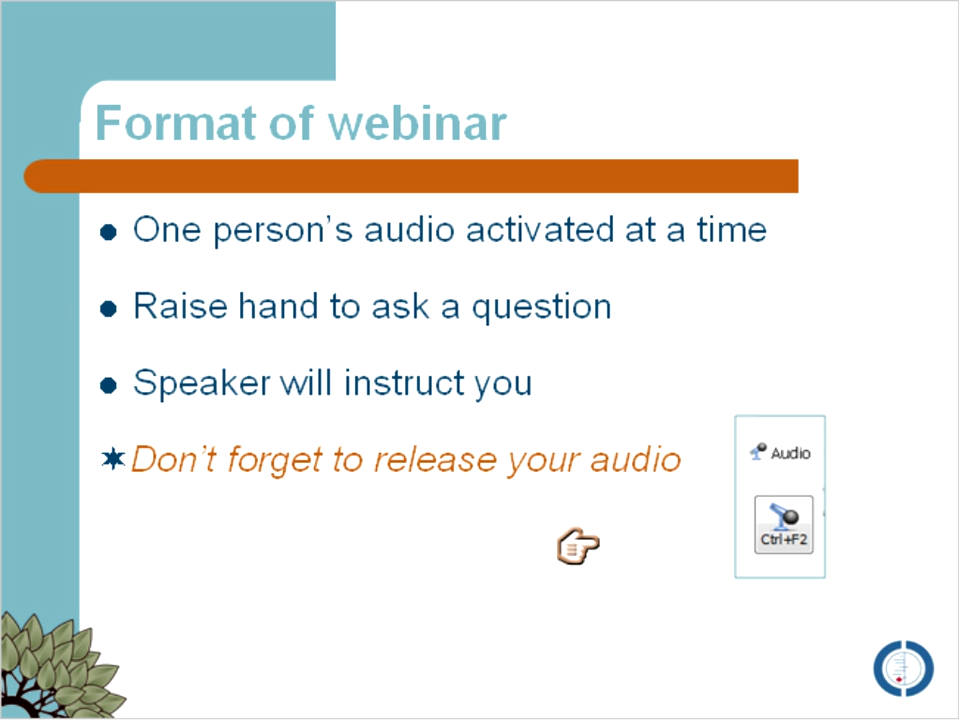 Format of webinar
One person's audio activated at a time
Raise hand to ask a question
Speaker will instruct you
Don't forget to release your audio
Audio
Ctrl+F2